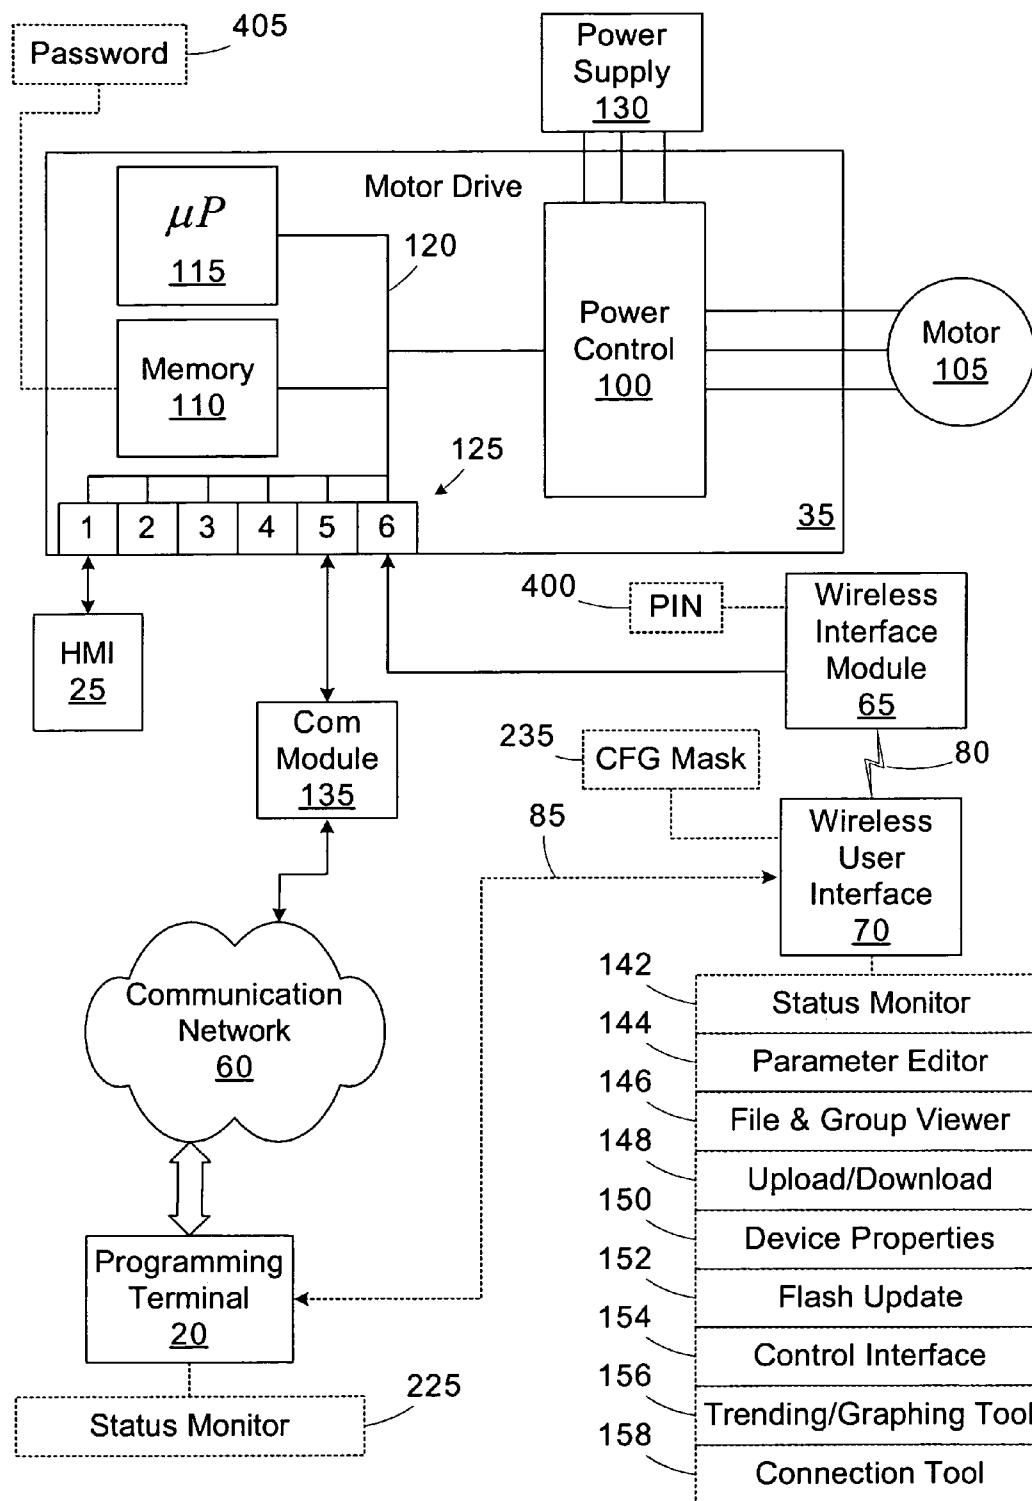 405
Password
Power
Supply
130
Motor Drive
μP
115
120
Memory
110
Power
Control
100
Motor
105
125
1 2 3 4 5 6
35
HMI
25
400
PIN
Wireless
Interface
Module
65
Com
Module
135
235
CFG Mask
80
85
Wireless
User
Interface
70
Communication
Network
60
142
Status Monitor
144
Parameter Editor
146
File & Group Viewer
148
Upload/Download
150
Device Properties
152
Flash Update
154
Control Interface
156
Trending/Graphing Tool
158
Connection Tool
Programming
Terminal
20
225
Status Monitor